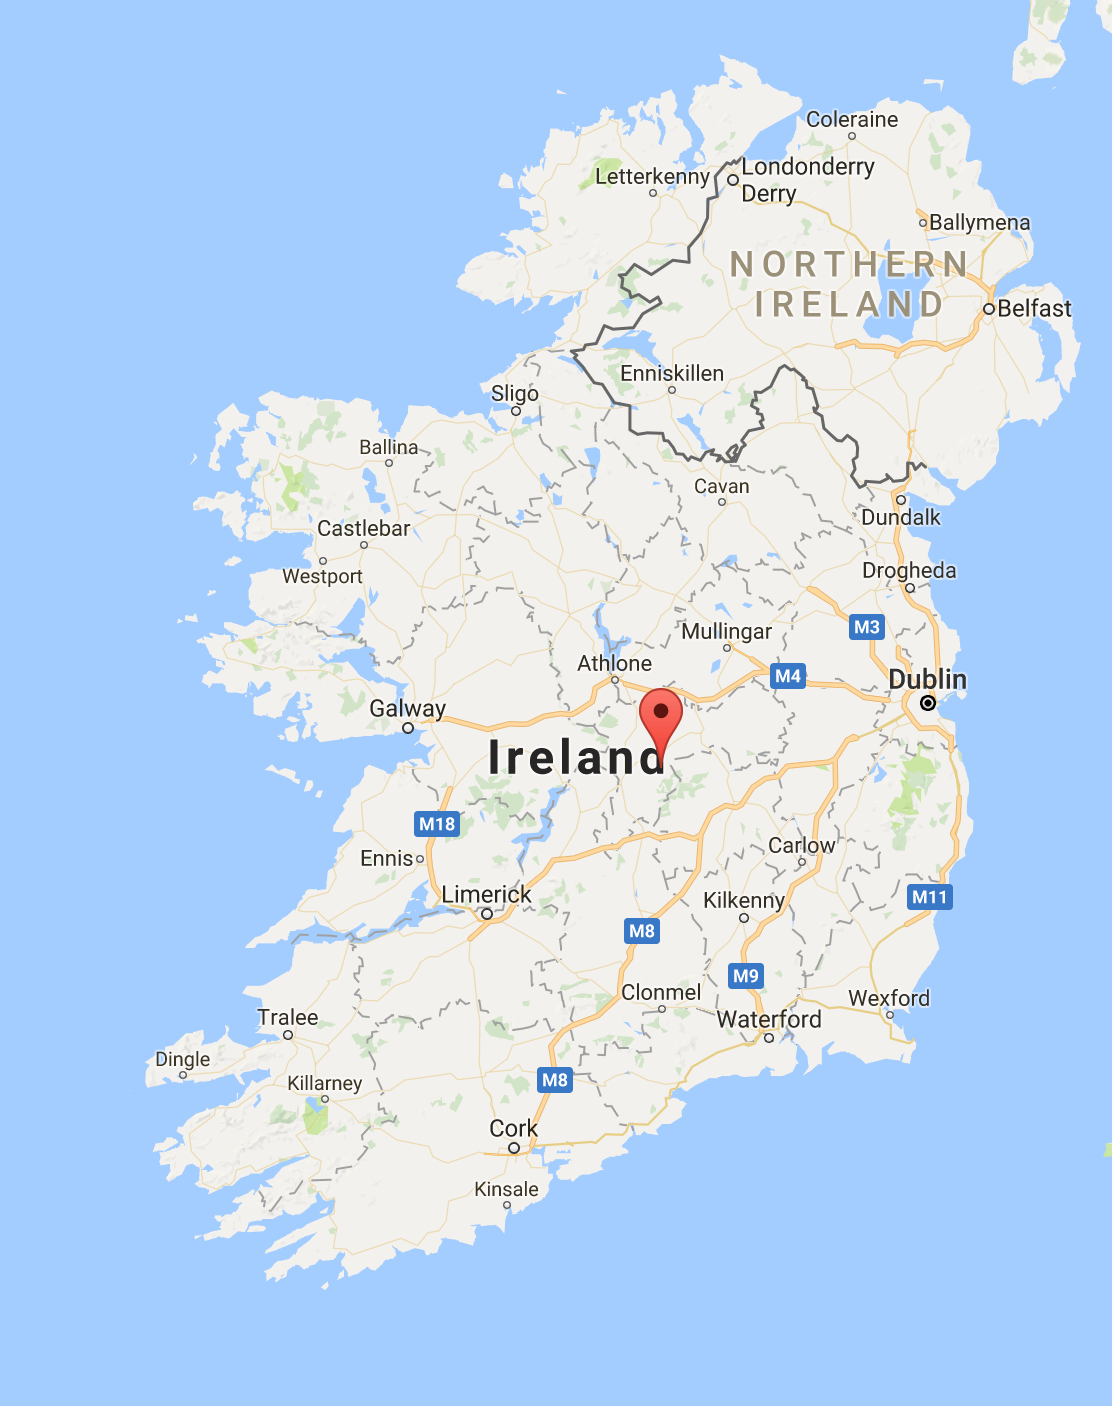 Coleraine
Londonderry
Derry
Letterkenny
Ballymena
NORTHERN
IRELAND
Belfast
Enniskillen
Sligo
Ballina
Cavan
Dundalk
Castlebar
Westport
Drogheda
M3
Mullingar
Athlone
M4
Dublin
Galway
Ireland
M18
Ennis
Carlow
Limerick
Kilkenny
M11
M8
M9
Clonmel
Wexford
Tralee
Waterford
Dingle
Killarney
M8
Cork
Kinsale